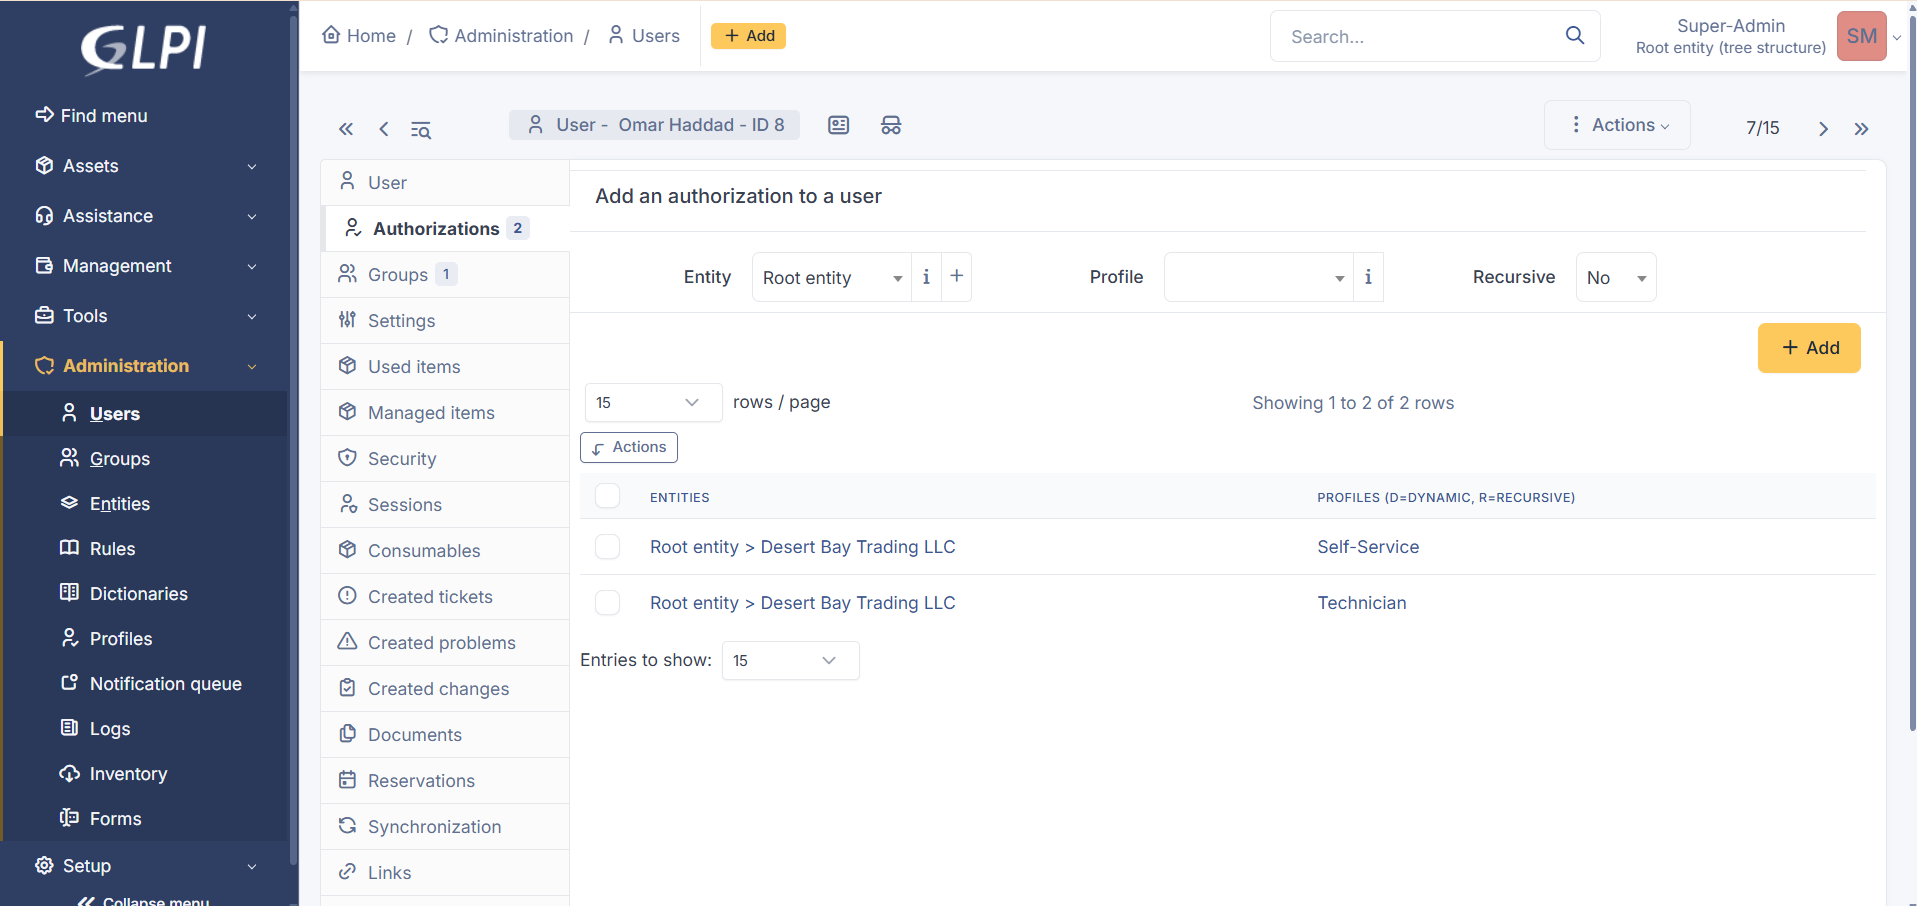 GLPI
Find menu
Assets
Assistance
Management
Tools
Administration
Users
Groups
Entities
Rules
Dictionaries
Profiles
Notification queue
Logs
Inventory
Forms
Setup
Collapse menu
Home / Administration / Users
+ Add
Search...
Super-Admin
Root entity (tree structure)
SM
User - Omar Haddad - ID 8
Actions
7/15
User
Authorizations 2
Groups 1
Settings
Used items
Managed items
Security
Sessions
Consumables
Created tickets
Created problems
Created changes
Documents
Reservations
Synchronization
Links
Add an authorization to a user
Entity Root entity i + Profile i Recursive No
+ Add
15 rows / page Showing 1 to 2 of 2 rows
Actions
ENTITIES PROFILES (D=DYNAMIC, R=RECURSIVE)
Root entity > Desert Bay Trading LLC Self-Service
Root entity > Desert Bay Trading LLC Technician
Entries to show: 15